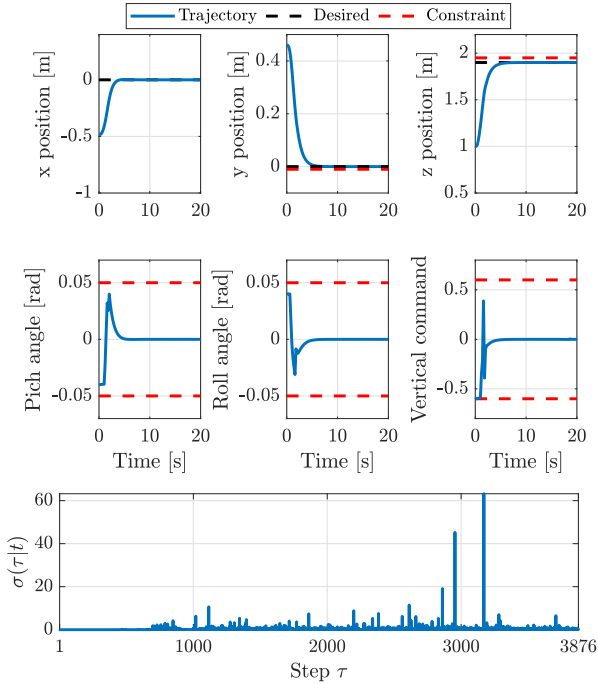 Trajectory Desired Constraint
x position [m]
0
-0.5
-1
0 10 20
y position [m]
0.4
0.2
0
0 10 20
z position [m]
2
1.5
1
0.5
0 10 20
Pich angle [rad]
0.05
0
-0.05
0 10 20
Time [s]
Roll angle [rad]
0.05
0
-0.05
0 10 20
Time [s]
Vertical command
0.5
0
-0.5
0 10 20
Time [s]
σ(τ|t)
60
40
20
0
1 1000 2000 3000 3876
Step τ